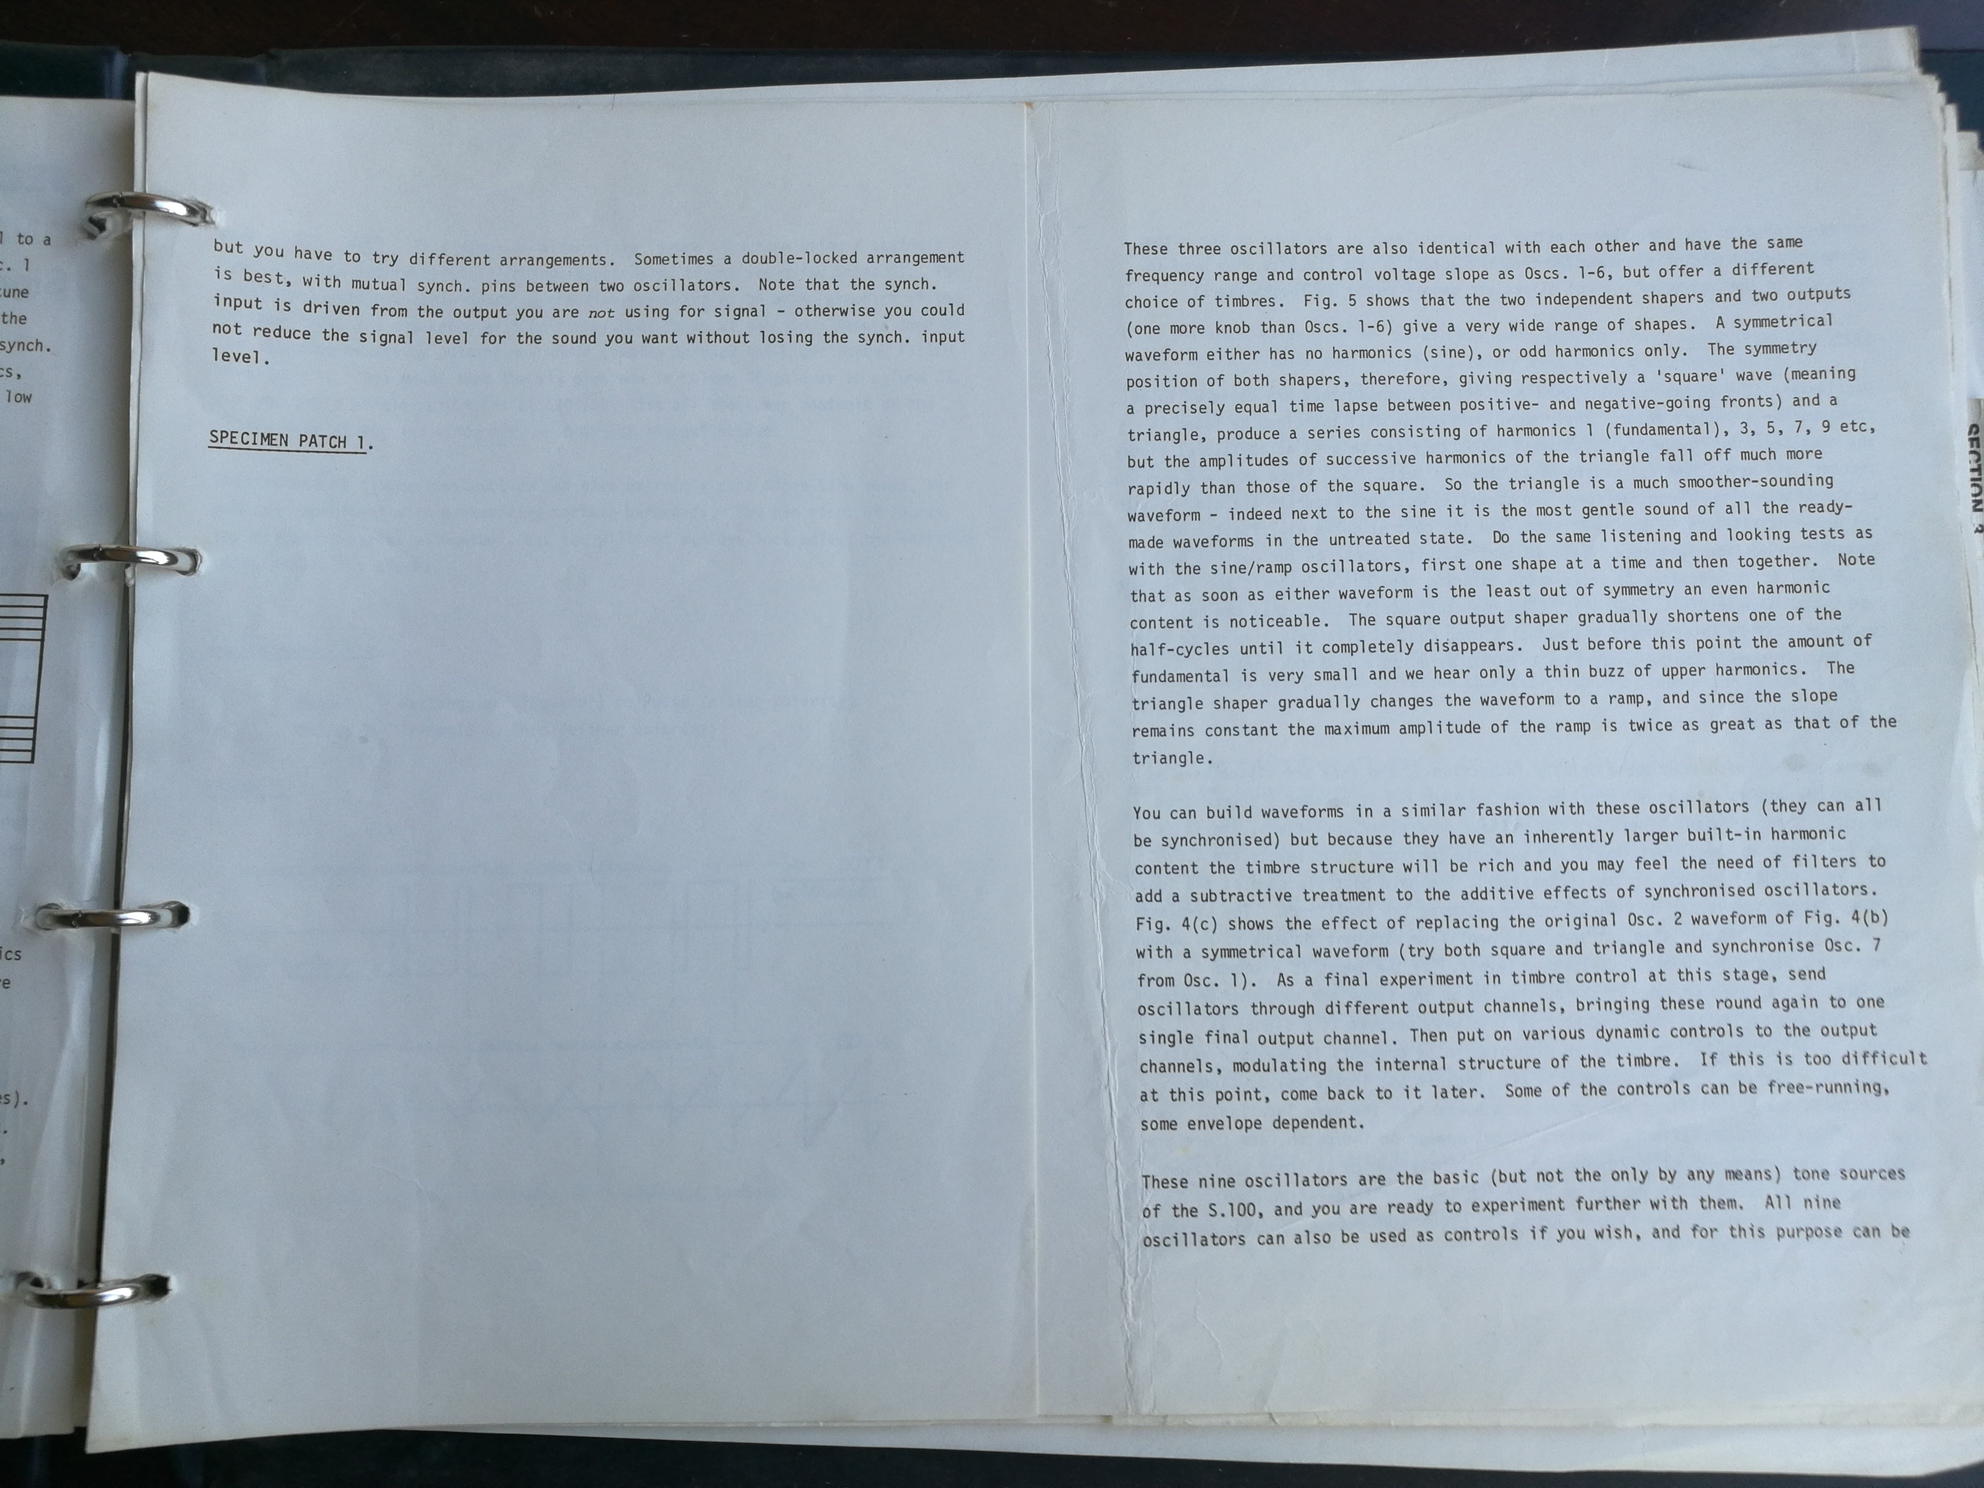 l to a
c. 1
tune
the
synch.
cs,
low
ics
re
es).
but you have to try different arrangements.  Sometimes a double-locked arrangement
is best, with mutual synch. pins between two oscillators.  Note that the synch.
input is driven from the output you are not using for signal - otherwise you could
not reduce the signal level for the sound you want without losing the synch. input
level.
SPECIMEN PATCH 1.
These three oscillators are also identical with each other and have the same
frequency range and control voltage slope as Oscs. 1-6, but offer a different
choice of timbres.  Fig. 5 shows that the two independent shapers and two outputs
(one more knob than Oscs. 1-6) give a very wide range of shapes.  A symmetrical
waveform either has no harmonics (sine), or odd harmonics only.  The symmetry
position of both shapers, therefore, giving respectively a 'square' wave (meaning
a precisely equal time lapse between positive- and negative-going fronts) and a
triangle, produce a series consisting of harmonics 1 (fundamental), 3, 5, 7, 9 etc,
but the amplitudes of successive harmonics of the triangle fall off much more
rapidly than those of the square.  So the triangle is a much smoother-sounding
waveform - indeed next to the sine it is the most gentle sound of all the ready-
made waveforms in the untreated state.  Do the same listening and looking tests as
with the sine/ramp oscillators, first one shape at a time and then together.  Note
that as soon as either waveform is the least out of symmetry an even harmonic
content is noticeable.  The square output shaper gradually shortens one of the
half-cycles until it completely disappears.  Just before this point the amount of
fundamental is very small and we hear only a thin buzz of upper harmonics.  The
triangle shaper gradually changes the waveform to a ramp, and since the slope
remains constant the maximum amplitude of the ramp is twice as great as that of the
triangle.
You can build waveforms in a similar fashion with these oscillators (they can all
be synchronised) but because they have an inherently larger built-in harmonic
content the timbre structure will be rich and you may feel the need of filters to
add a subtractive treatment to the additive effects of synchronised oscillators.
Fig. 4(c) shows the effect of replacing the original Osc. 2 waveform of Fig. 4(b)
with a symmetrical waveform (try both square and triangle and synchronise Osc. 7
from Osc. 1).  As a final experiment in timbre control at this stage, send
oscillators through different output channels, bringing these round again to one
single final output channel. Then put on various dynamic controls to the output
channels, modulating the internal structure of the timbre.  If this is too difficult
at this point, come back to it later.  Some of the controls can be free-running,
some envelope dependent.
These nine oscillators are the basic (but not the only by any means) tone sources
of the S.100, and you are ready to experiment further with them.  All nine
oscillators can also be used as controls if you wish, and for this purpose can be
SECTION